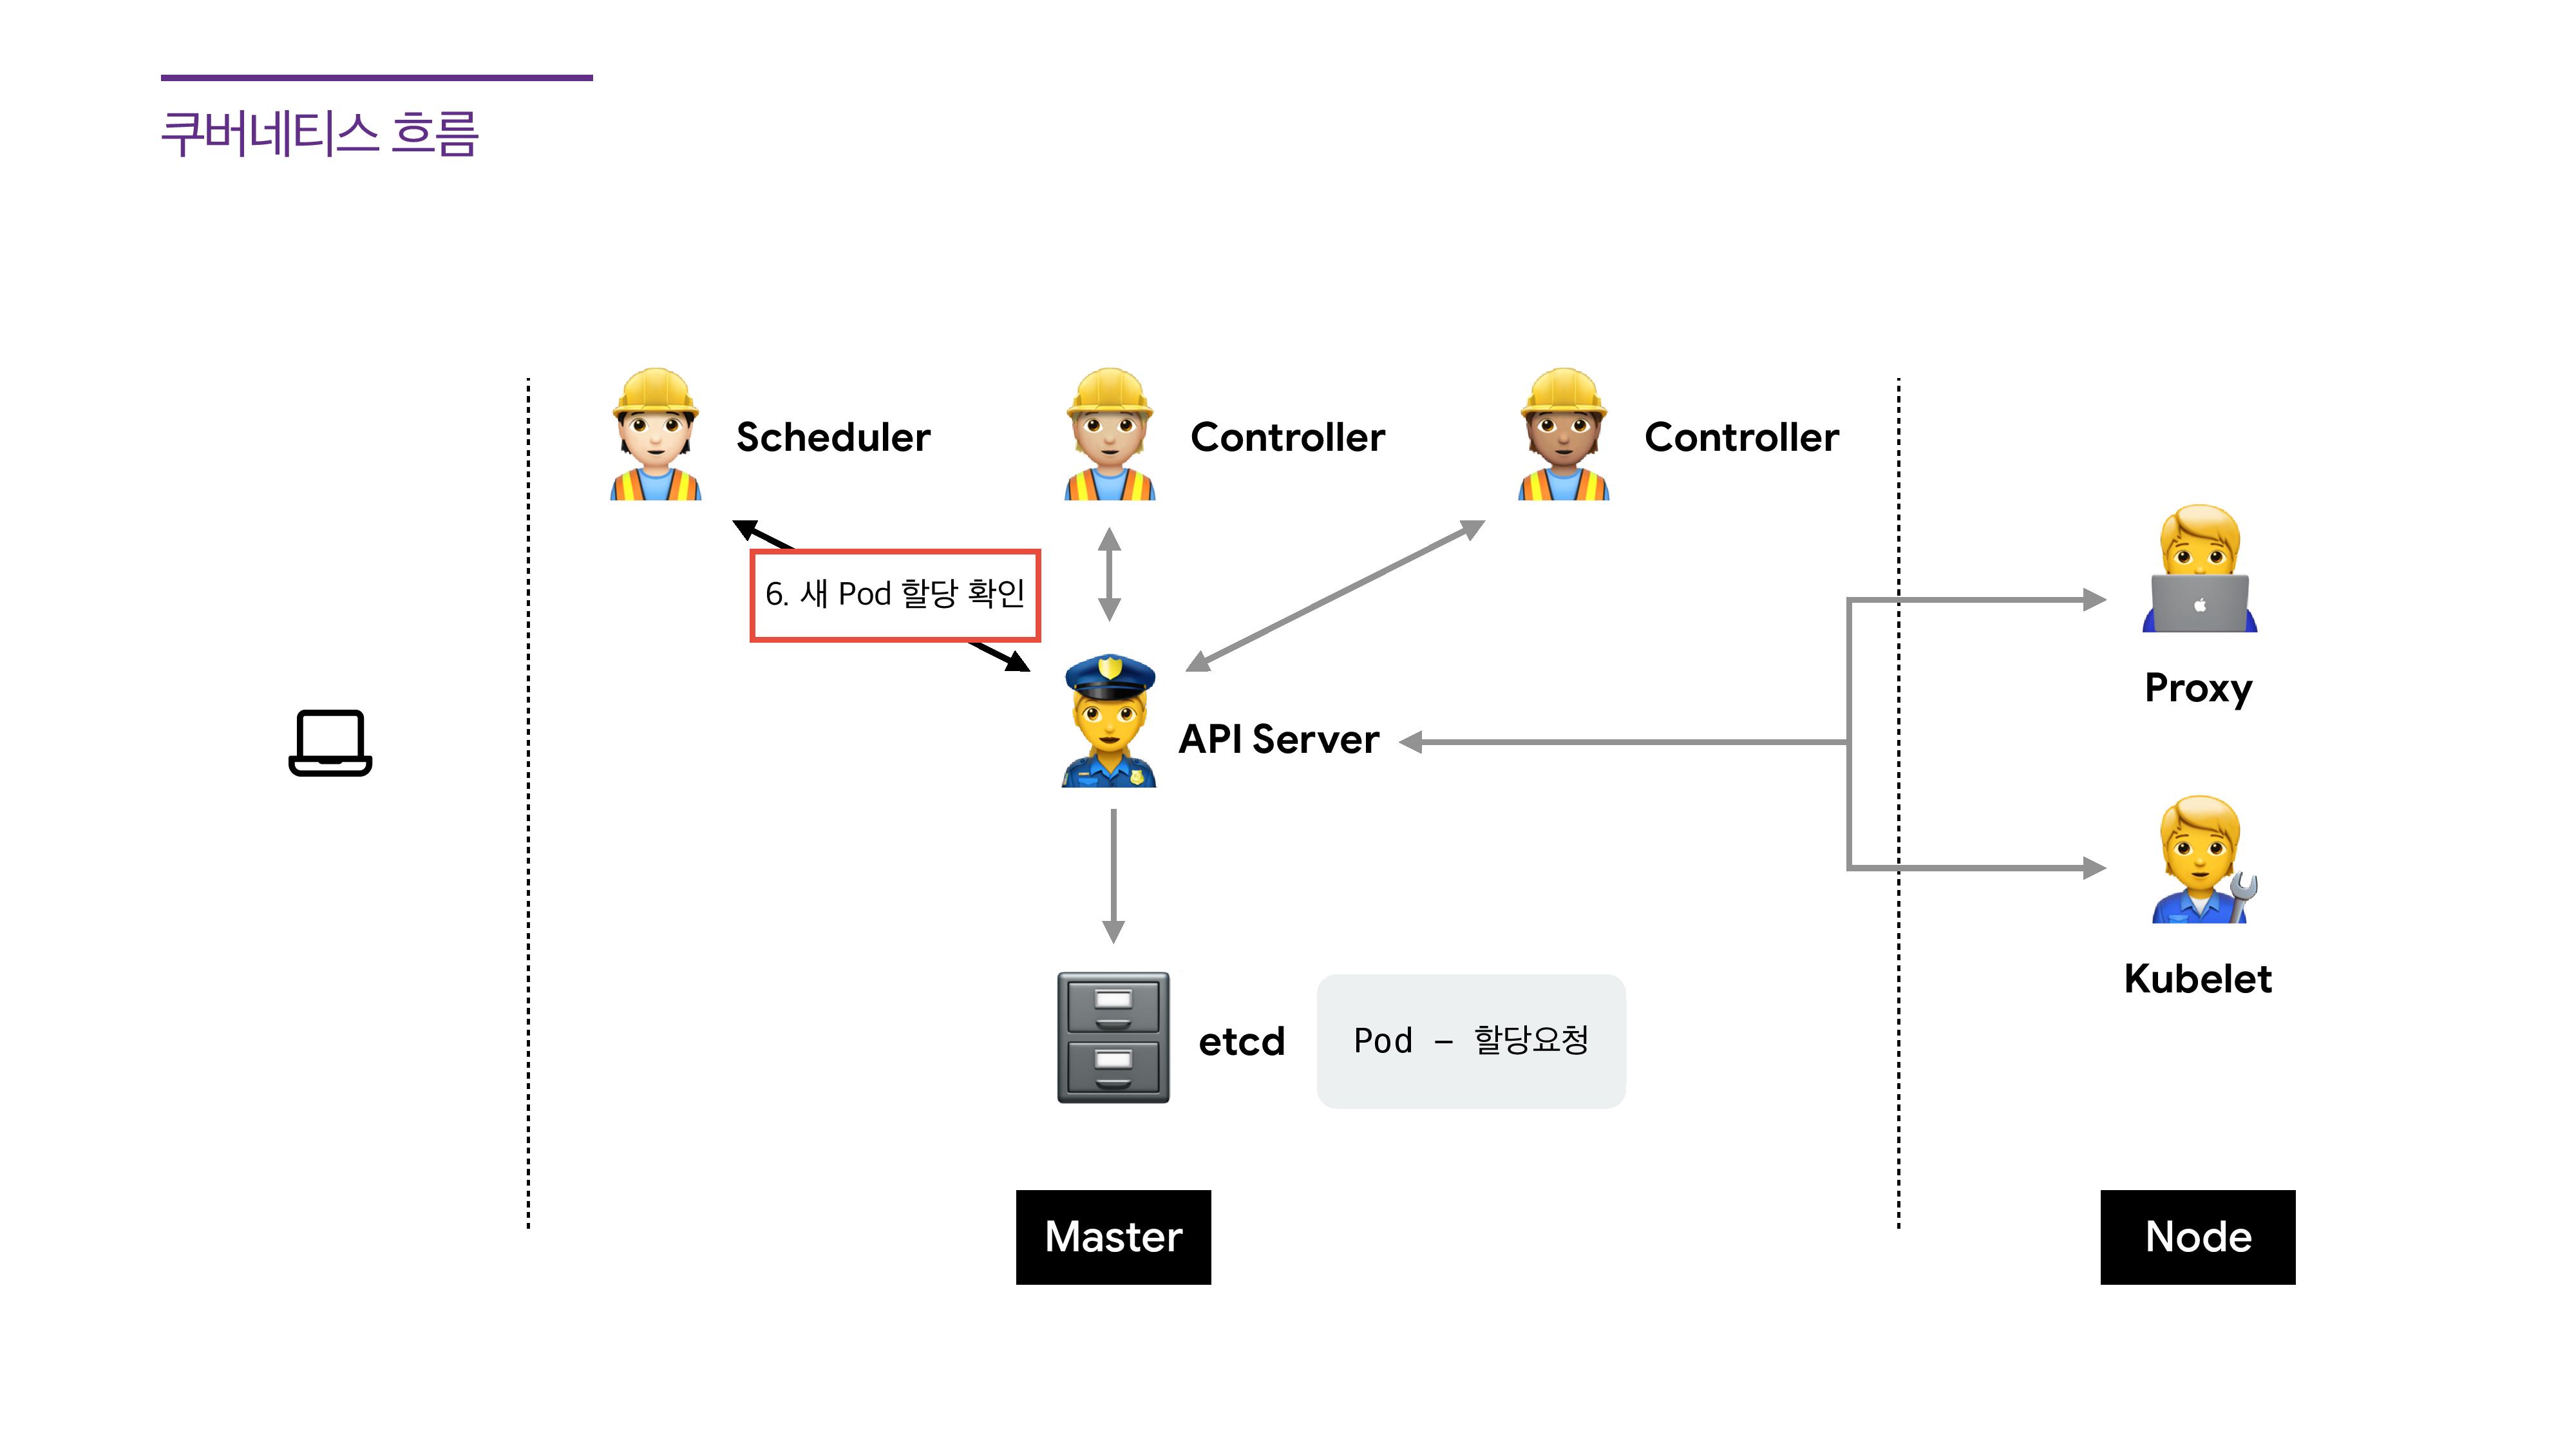 쿠버네티스 흐름
Scheduler
Controller
Controller
6. 새 Pod 할당 확인
Proxy
API Server
Kubelet
etcd
Pod - 할당요청
Master
Node